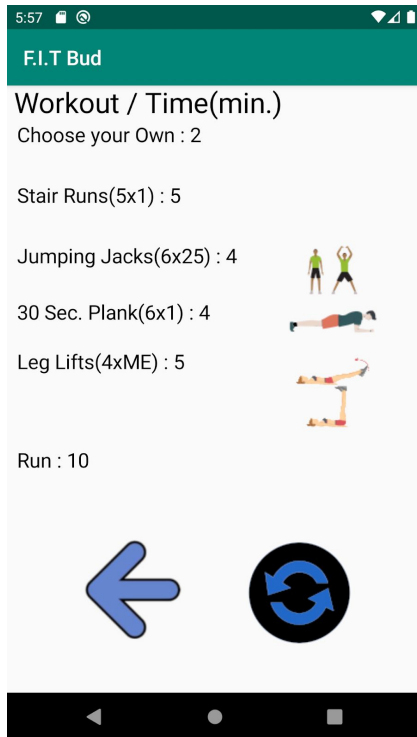 5:57
F.I.T Bud
Workout / Time(min.)
Choose your Own : 2
Stair Runs(5x1) : 5
Jumping Jacks(6x25) : 4
30 Sec. Plank(6x1) : 4
Leg Lifts(4xME) : 5
Run : 10